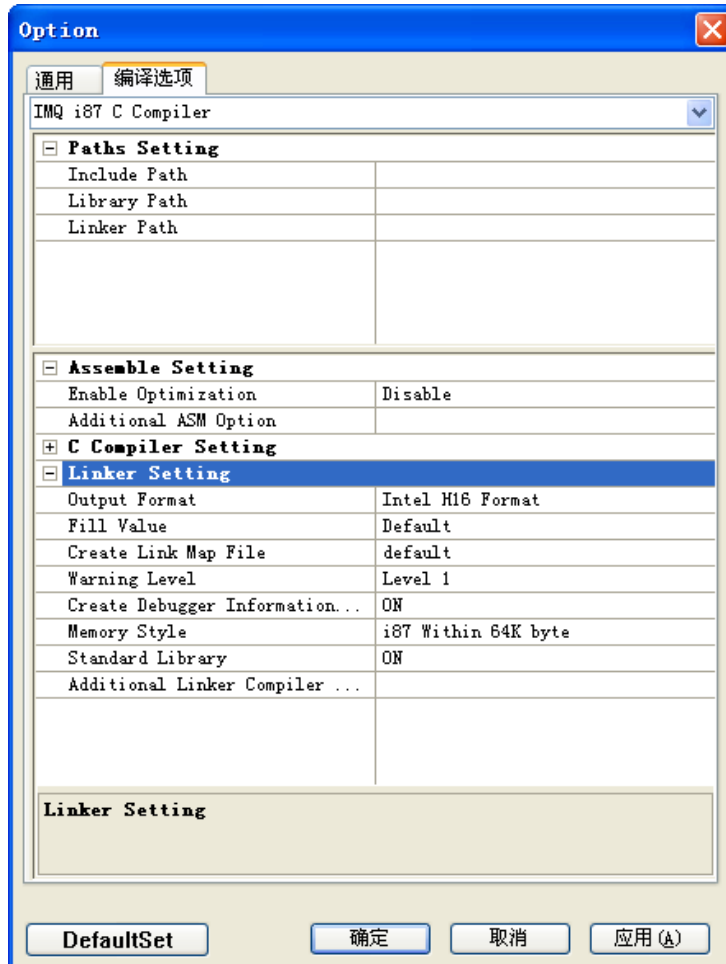 Option
通用 编译选项
IMQ i87 C Compiler
Paths Setting
Include Path
Library Path
Linker Path
Assemble Setting
Enable Optimization Disable
Additional ASM Option
C Compiler Setting
Linker Setting
Output Format Intel H16 Format
Fill Value Default
Create Link Map File default
Warning Level Level 1
Create Debugger Information... ON
Memory Style i87 Within 64K byte
Standard Library ON
Additional Linker Compiler ...
Linker Setting
DefaultSet 确定 取消 应用(A)